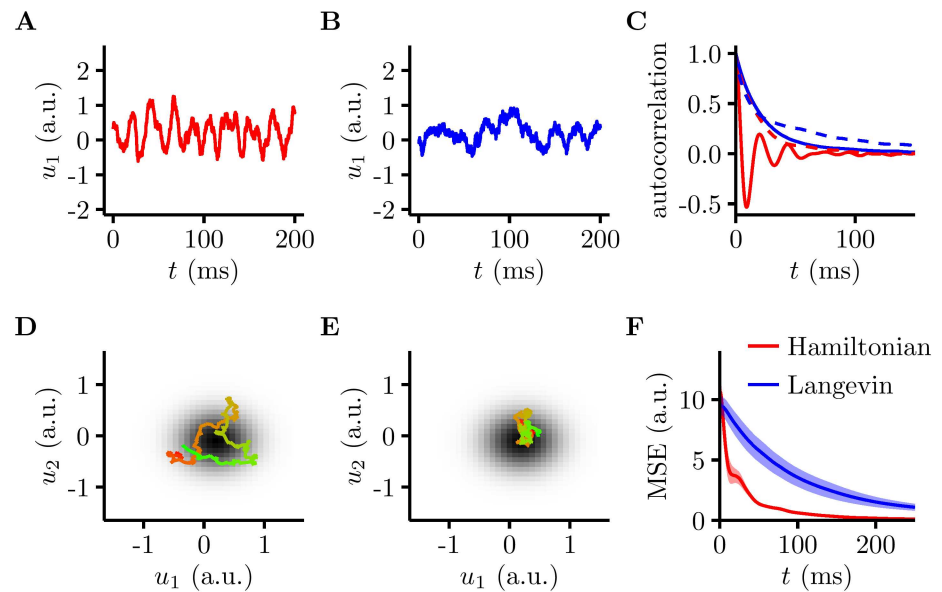 A
B
C
2
1
0
-1
-2
u₁ (a.u.)
0
100
200
t (ms)
2
1
0
-1
-2
u₁ (a.u.)
0
100
200
t (ms)
1.0
0.5
0.0
-0.5
autocorrelation
0
100
t (ms)
D
E
F
1
0
-1
u₂ (a.u.)
-1
0
1
u₁ (a.u.)
1
0
-1
u₂ (a.u.)
-1
0
1
u₁ (a.u.)
Hamiltonian
Langevin
10
5
0
MSE (a.u.)
0
100
200
t (ms)